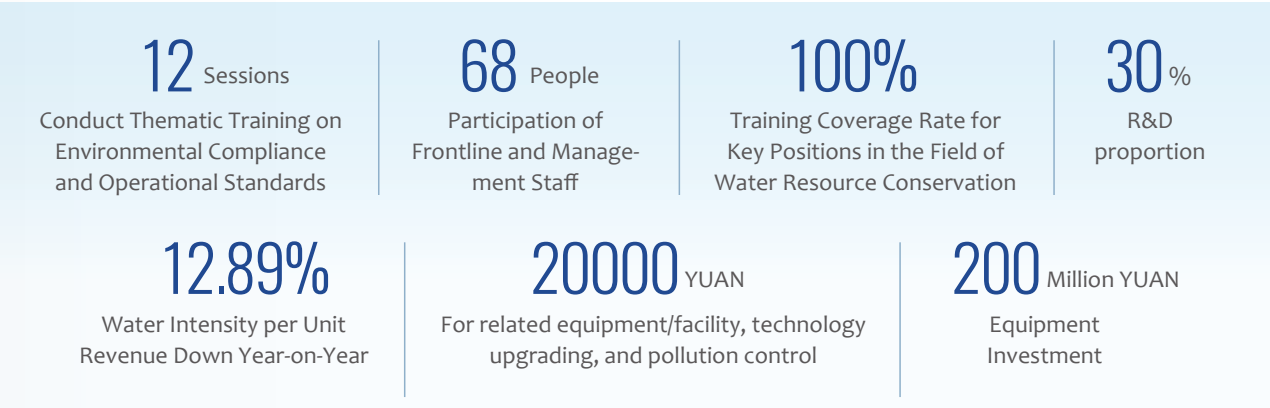 12 Sessions
Conduct Thematic Training on
Environmental Compliance
and Operational Standards
68 People
Participation of
Frontline and Manage-
ment Staff
100%
Training Coverage Rate for
Key Positions in the Field of
Water Resource Conservation
30 %
R&D
proportion
12.89%
Water Intensity per Unit
Revenue Down Year-on-Year
20000 YUAN
For related equipment/facility, technology
upgrading, and pollution control
200 Million YUAN
Equipment
Investment